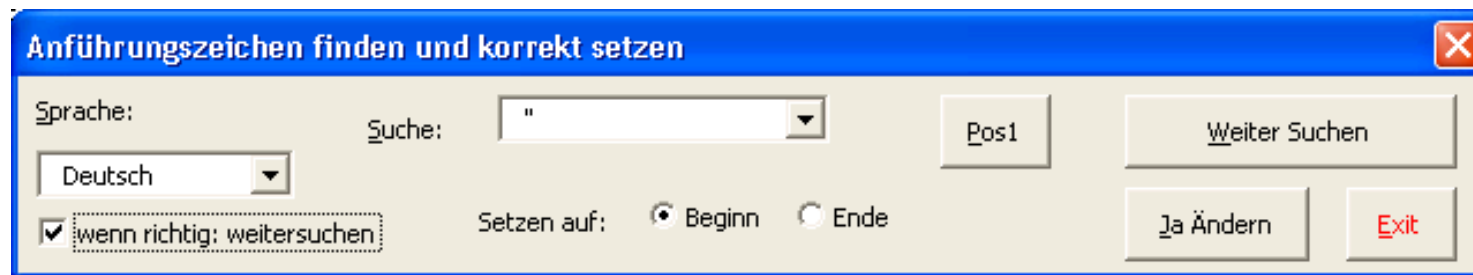 Anführungszeichen finden und korrekt setzen
Sprache:
Suche: "
Pos1
Weiter Suchen
Deutsch
wenn richtig: weitersuchen
Setzen auf: Beginn Ende
Ja Ändern
Exit